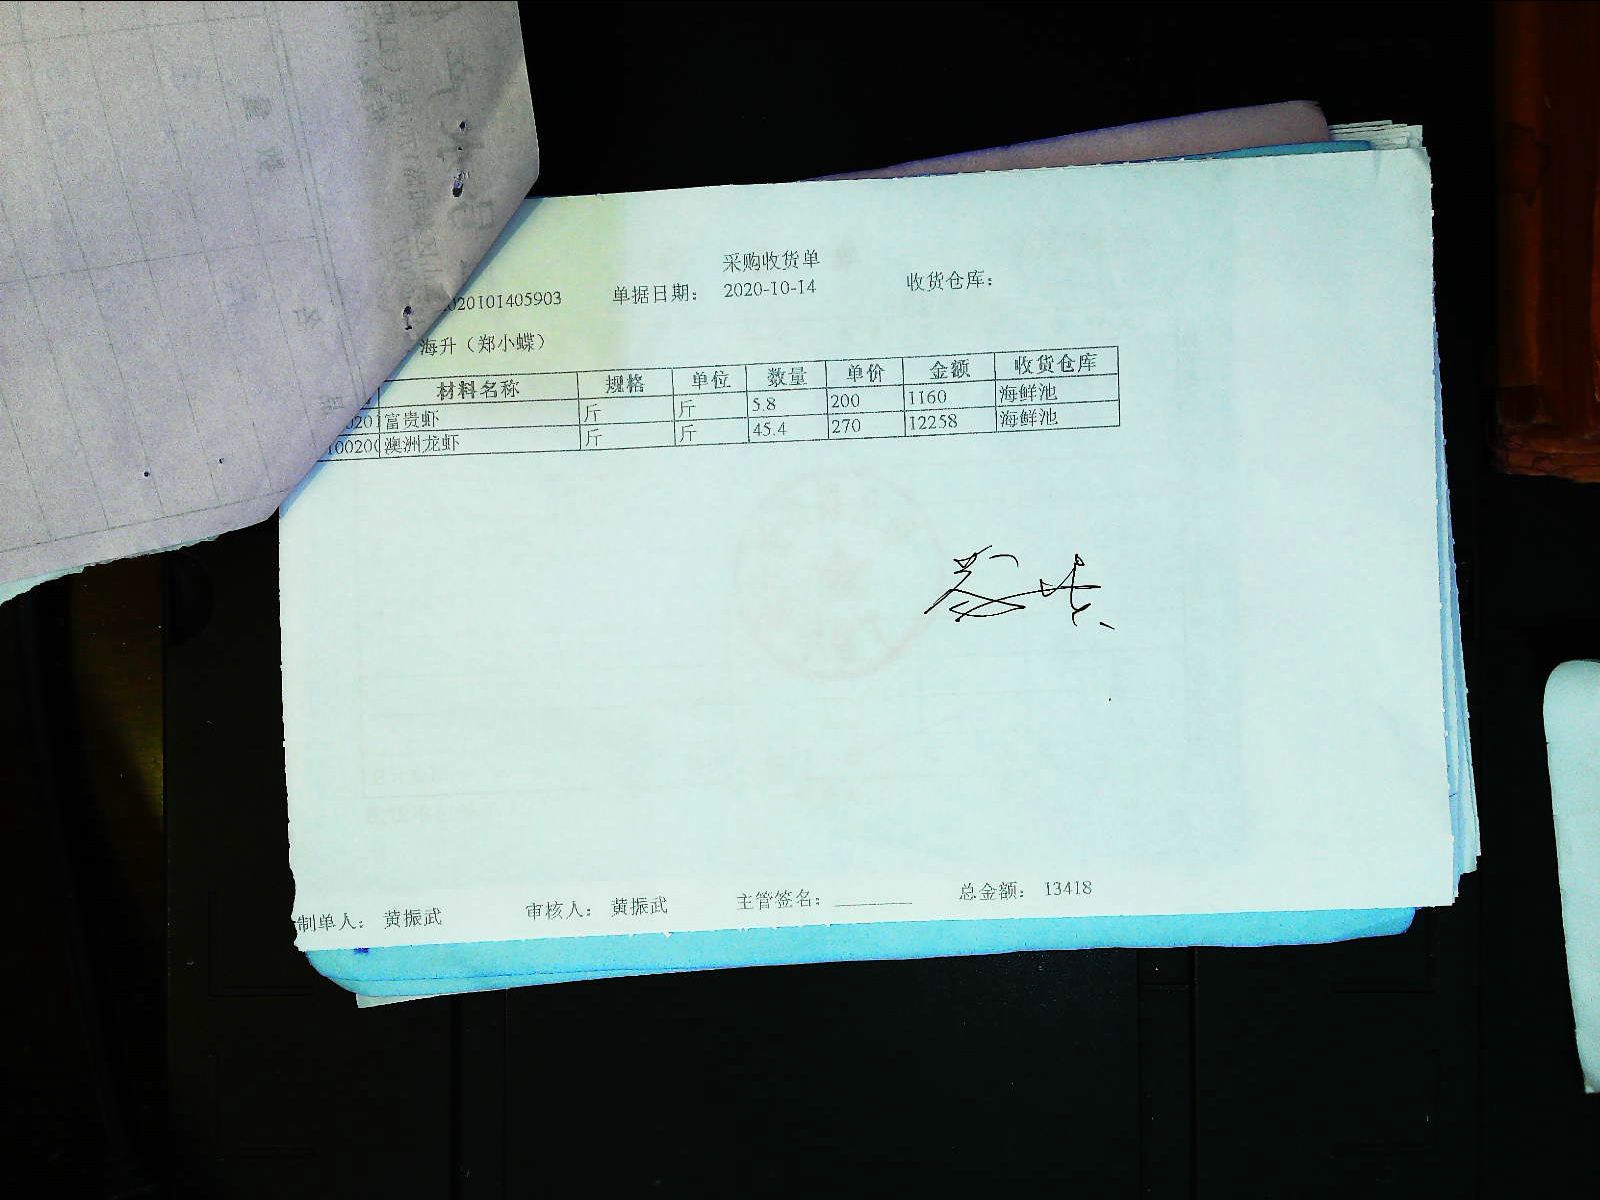 采购收货单
020101405903 单据日期： 2020-10-14 收货仓库：
海升（郑小蝶）
材料名称 规格 单位 数量 单价 金额 收货仓库
0201 富贵虾 斤 斤 5.8 200 1160 海鲜池
100200 澳洲龙虾 斤 斤 45.4 270 12258 海鲜池
制单人： 黄振武 审核人： 黄振武 主管签名： 总金额： 13418